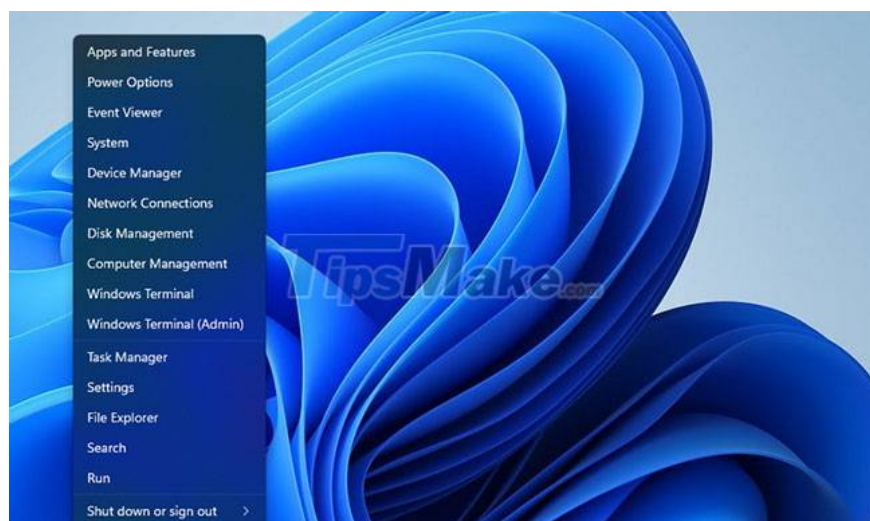 Apps and Features
Power Options
Event Viewer
System
Device Manager
Network Connections
Disk Management
Computer Management
Windows Terminal
Windows Terminal (Admin)
Task Manager
Settings
File Explorer
Search
Run
Shut down or sign out
TipsMake.com